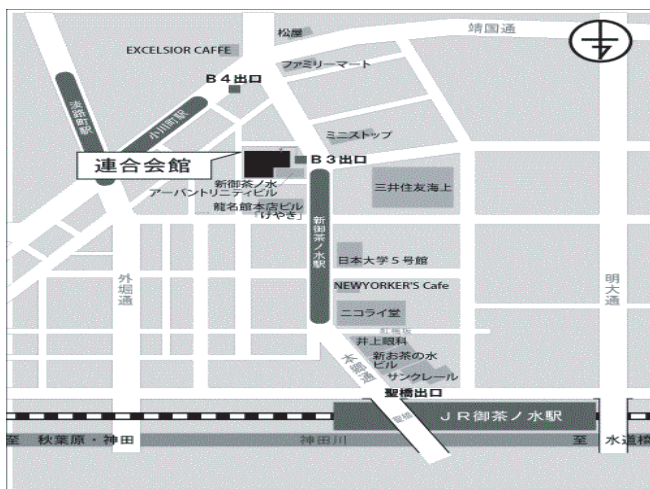 松屋
靖国通
EXCELSIOR CAFFE
ファミリーマート
B4出口
淡路町駅
小川町駅
ミニストップ
連合会館
B3出口
新御茶ノ水
アーバントリニティビル
三井住友海上
龍名館本店ビル
「けやき」
新御茶ノ水駅
日本大学5号館
外堀通
明大通
NEWYORKER'S Cafe
ニコライ堂
井上眼科
本郷通
新お茶の水
ビル
サンクレール
聖橋出口
聖橋
JR御茶ノ水駅
至 秋葉原・神田
神田川
至 水道橋